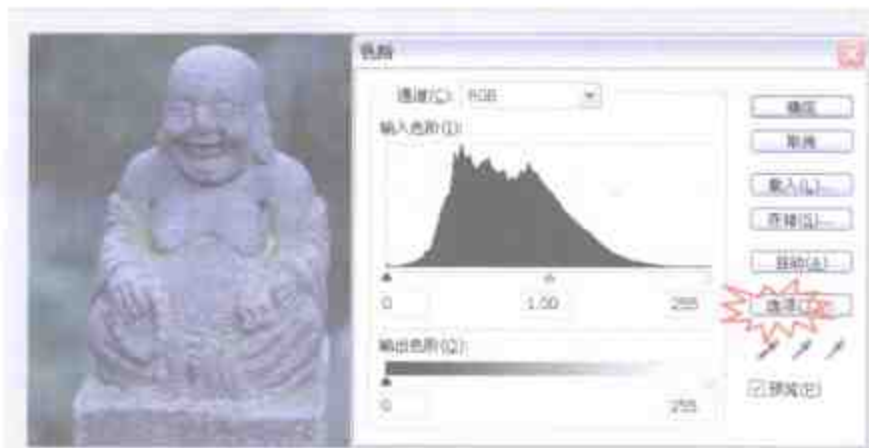 色阶
通道(C): RGB
输入色阶(I):
0 1.00 255
输出色阶(Q):
0 255
确定
取消
载入(L)...
存储(S)...
自动(A)
选项(T)...
预览(P)